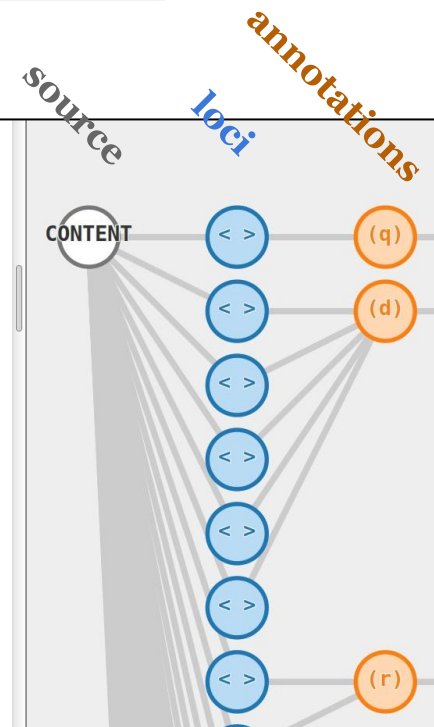 source
loci
annotations
CONTENT
< >
(q)
< >
(d)
< >
< >
< >
< >
< >
(r)